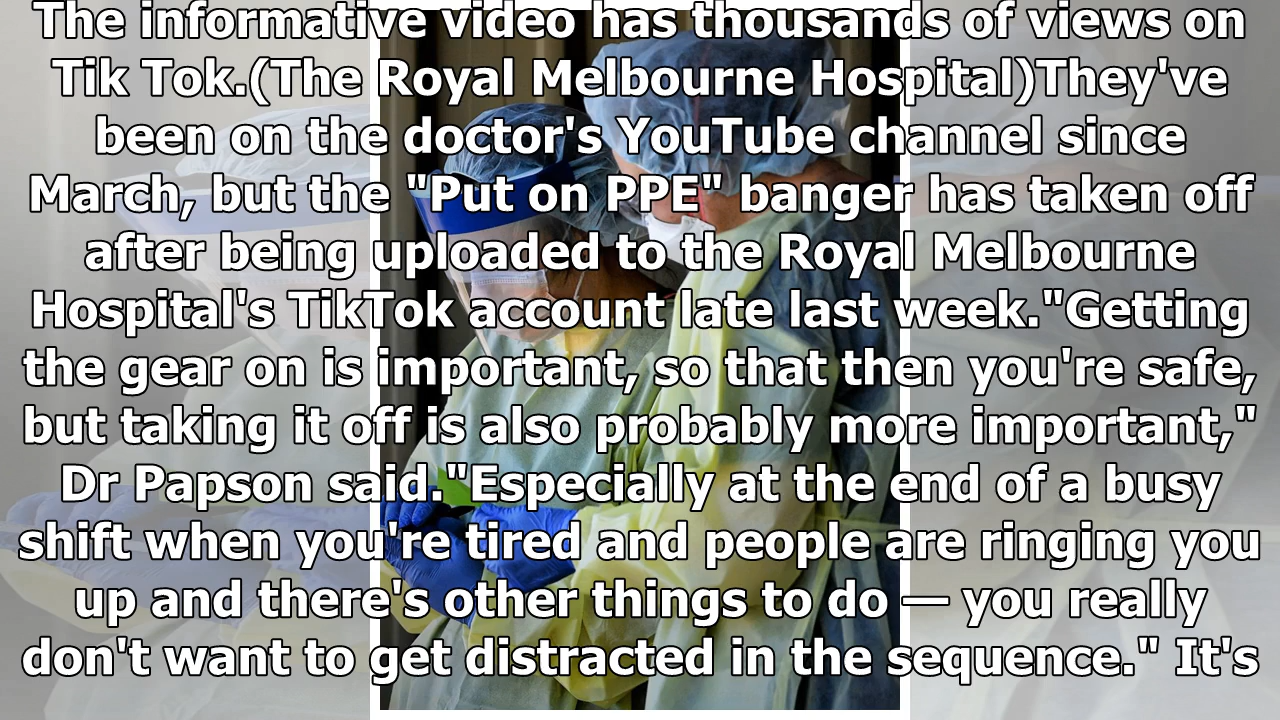 The informative video has thousands of views on
Tik Tok.(The Royal Melbourne Hospital)They've
been on the doctor's YouTube channel since
March, but the "Put on PPE" banger has taken off
after being uploaded to the Royal Melbourne
Hospital's TikTok account late last week."Getting
the gear on is important, so that then you're safe,
but taking it off is also probably more important,"
Dr Papson said."Especially at the end of a busy
shift when you're tired and people are ringing you
up and there's other things to do — you really
don't want to get distracted in the sequence." It's